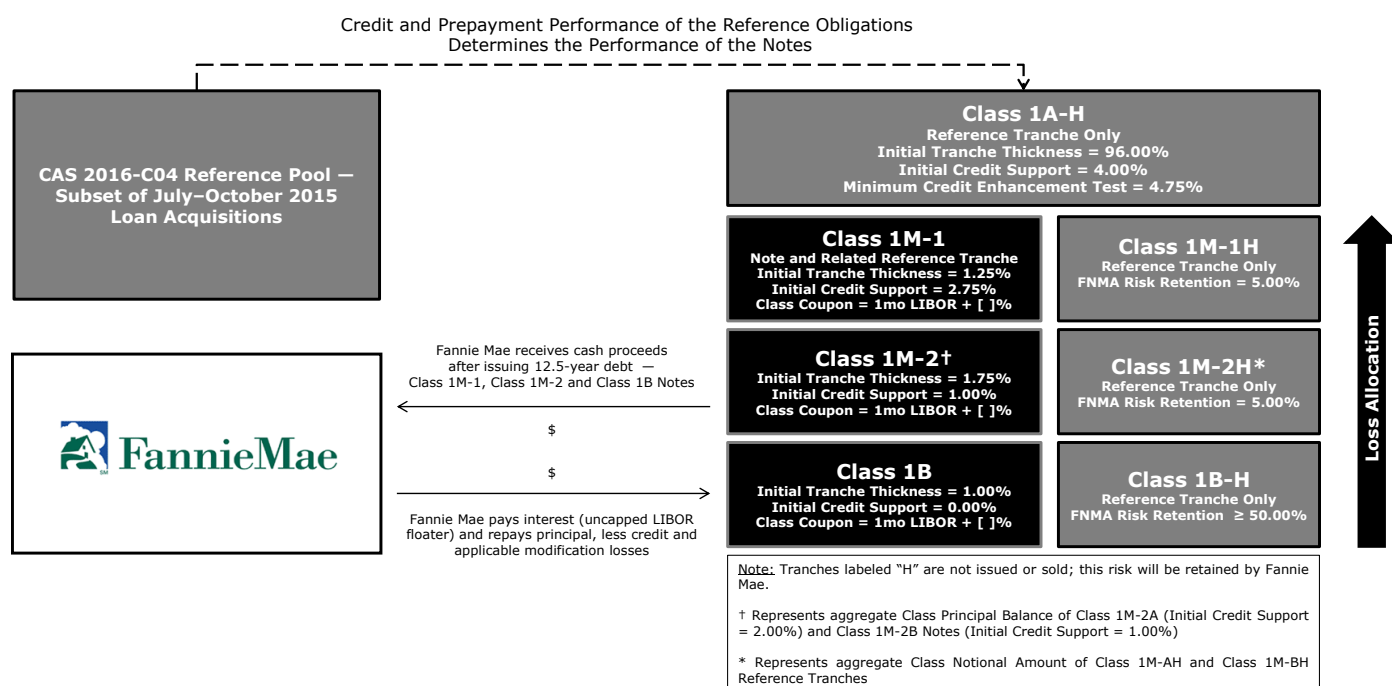 Credit and Prepayment Performance of the Reference Obligations
Determines the Performance of the Notes
CAS 2016-C04 Reference Pool —
Subset of July–October 2015
Loan Acquisitions
Class 1A-H
Reference Tranche Only
Initial Tranche Thickness = 96.00%
Initial Credit Support = 4.00%
Minimum Credit Enhancement Test = 4.75%
Class 1M-1
Note and Related Reference Tranche
Initial Tranche Thickness = 1.25%
Initial Credit Support = 2.75%
Class Coupon = 1mo LIBOR + [ ]%
Class 1M-1H
Reference Tranche Only
FNMA Risk Retention = 5.00%
Fannie Mae receives cash proceeds
after issuing 12.5-year debt —
Class 1M-1, Class 1M-2 and Class 1B Notes
$
$
Fannie Mae pays interest (uncapped LIBOR
floater) and repays principal, less credit and
applicable modification losses
FannieMae
SM
Class 1M-2†
Initial Tranche Thickness = 1.75%
Initial Credit Support = 1.00%
Class Coupon = 1mo LIBOR + [ ]%
Class 1M-2H*
Reference Tranche Only
FNMA Risk Retention = 5.00%
Class 1B
Initial Tranche Thickness = 1.00%
Initial Credit Support = 0.00%
Class Coupon = 1mo LIBOR + [ ]%
Class 1B-H
Reference Tranche Only
FNMA Risk Retention ≥ 50.00%
Loss Allocation
Note: Tranches labeled “H” are not issued or sold; this risk will be retained by Fannie
Mae.
† Represents aggregate Class Principal Balance of Class 1M-2A (Initial Credit Support
= 2.00%) and Class 1M-2B Notes (Initial Credit Support = 1.00%)
* Represents aggregate Class Notional Amount of Class 1M-AH and Class 1M-BH
Reference Tranches